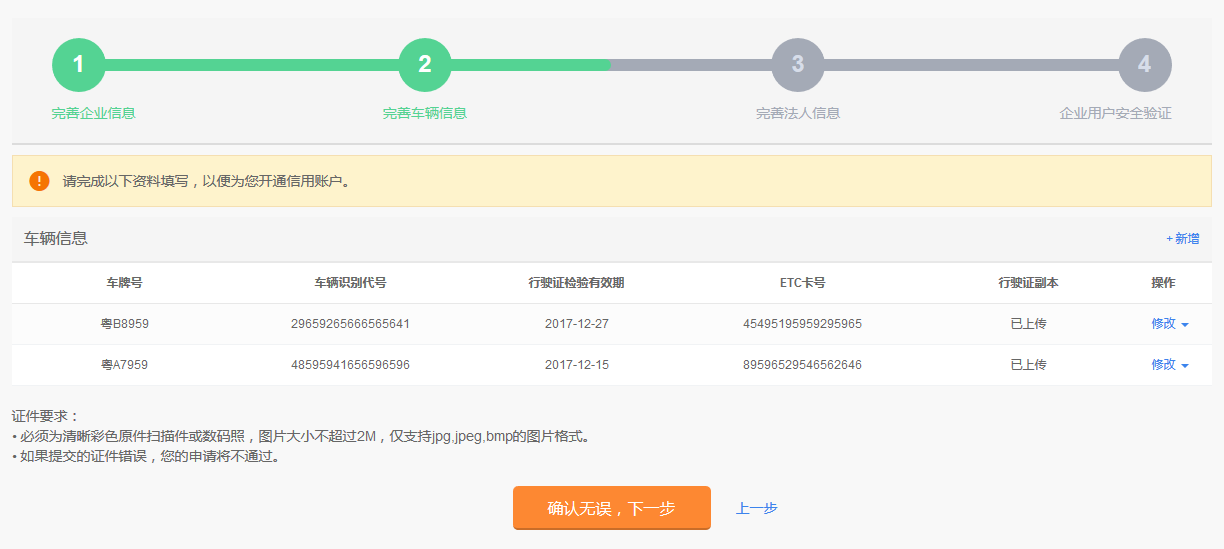 1 2 3 4
完善企业信息 完善车辆信息 完善法人信息 企业用户安全验证
! 请完成以下资料填写，以便为您开通信用账户。
车辆信息 + 新增
车牌号 车辆识别代号 行驶证检验有效期 ETC卡号 行驶证副本 操作
粤B8959 29659265666565641 2017-12-27 45495195959295965 已上传 修改
粤A7959 48595941656596596 2017-12-15 89596529546562646 已上传 修改
证件要求：
• 必须为清晰彩色原件扫描件或数码照，图片大小不超过2M，仅支持jpg,jpeg,bmp的图片格式。
• 如果提交的证件错误，您的申请将不通过。
确认无误，下一步 上一步